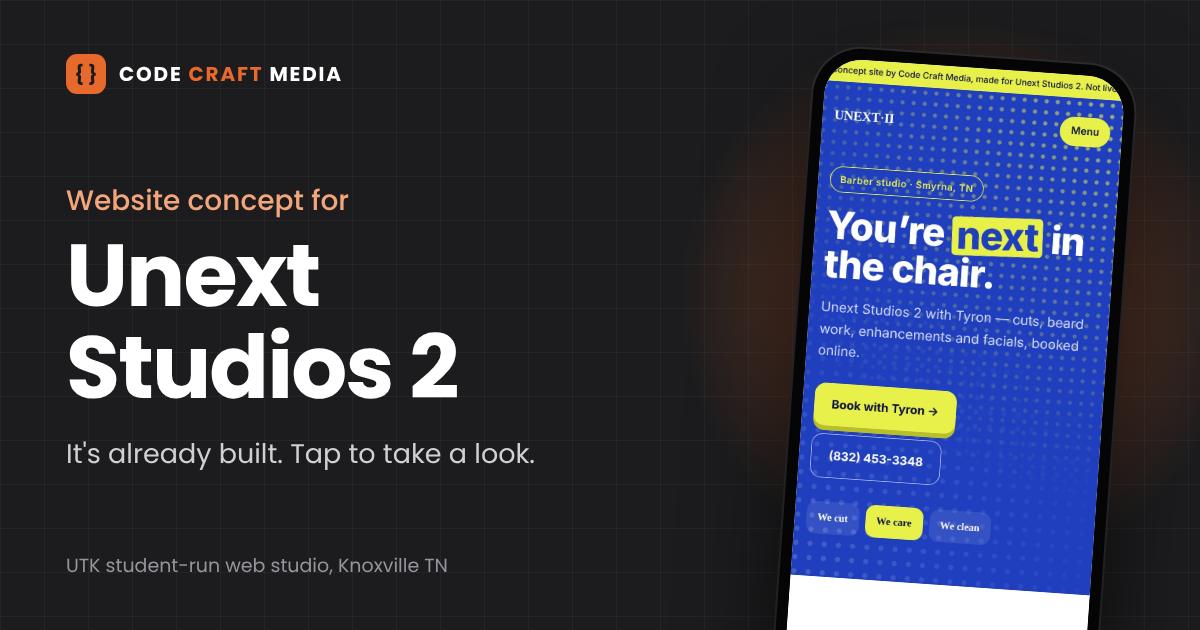 { } CODE CRAFT MEDIA
Website concept for
Unext
Studios 2
It's already built. Tap to take a look.
UTK student-run web studio, Knoxville TN
concept site by Code Craft Media, made for Unext Studios 2. Not live
UNEXT·II
Menu
Barber studio · Smyrna, TN
You're next in
the chair.
Unext Studios 2 with Tyron — cuts, beard
work, enhancements and facials, booked
online.
Book with Tyron →
(832) 453-3348
We cut
We care
We clean